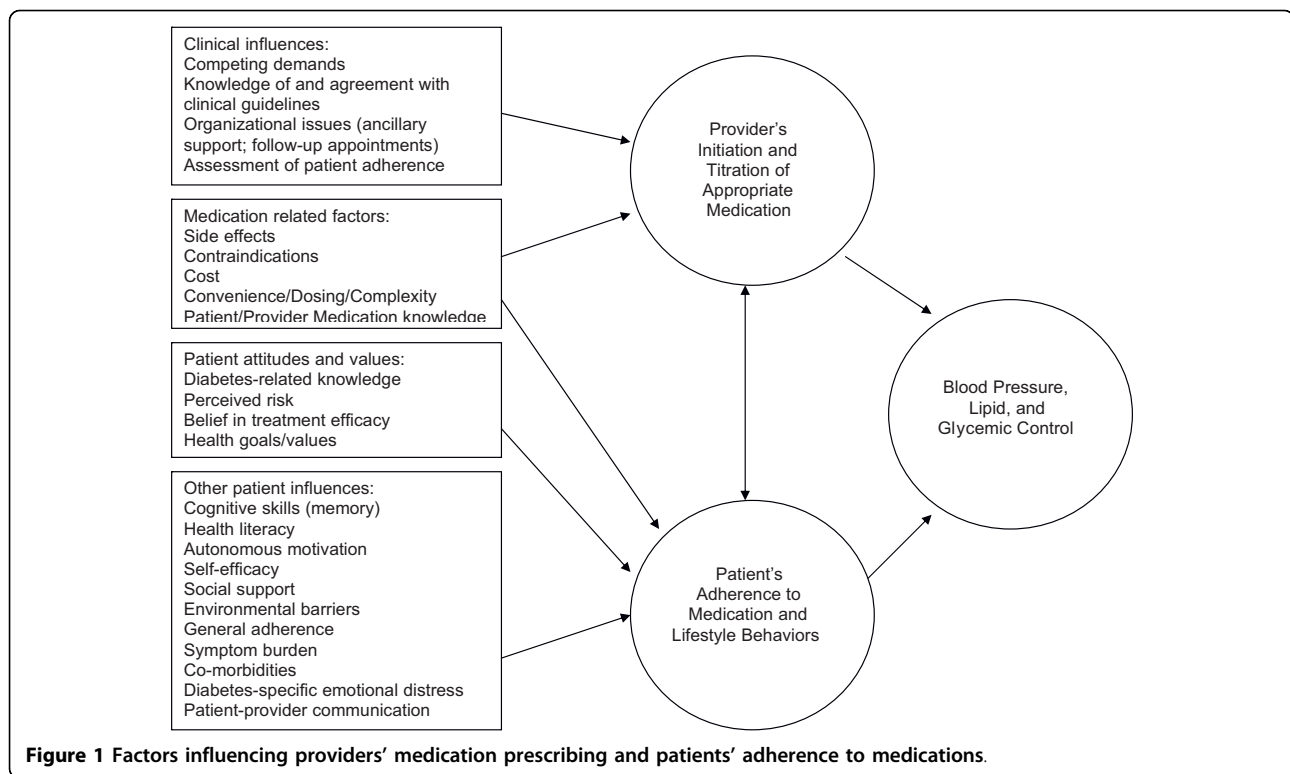 Clinical influences:
Competing demands
Knowledge of and agreement with
clinical guidelines
Organizational issues (ancillary
support; follow-up appointments)
Assessment of patient adherence
Medication related factors:
Side effects
Contraindications
Cost
Convenience/Dosing/Complexity
Patient/Provider Medication knowledge
Patient attitudes and values:
Diabetes-related knowledge
Perceived risk
Belief in treatment efficacy
Health goals/values
Other patient influences:
Cognitive skills (memory)
Health literacy
Autonomous motivation
Self-efficacy
Social support
Environmental barriers
General adherence
Symptom burden
Co-morbidities
Diabetes-specific emotional distress
Patient-provider communication
Provider's
Initiation and
Titration of
Appropriate
Medication
Patient's
Adherence to
Medication and
Lifestyle Behaviors
Blood Pressure,
Lipid, and
Glycemic Control
Figure 1 Factors influencing providers' medication prescribing and patients' adherence to medications.